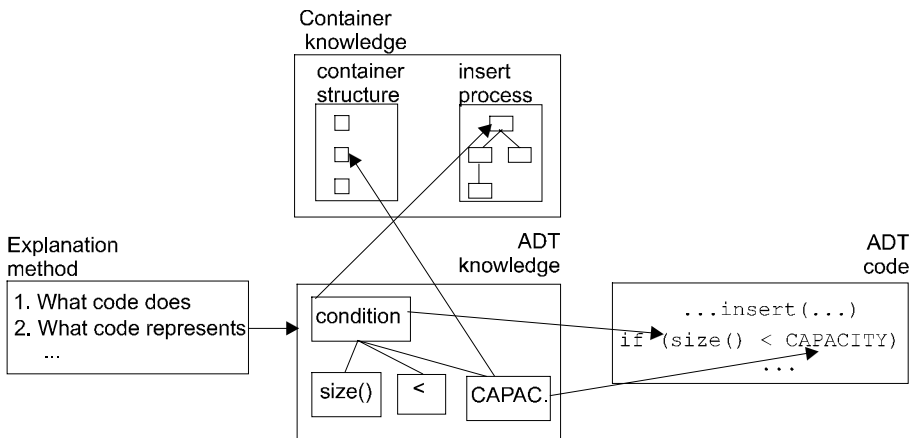 Container
knowledge
container
structure
insert
process
Explanation
method
1. What code does
2. What code represents
...
ADT
knowledge
condition
size()
<
CAPAC.
ADT
code
...insert(...)
if (size() < CAPACITY)
...